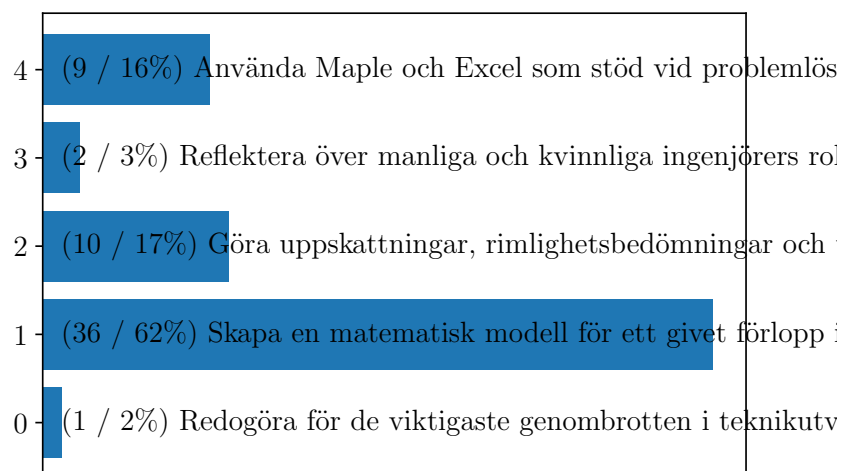 4 (9 / 16%) Använda Maple och Excel som stöd vid problemlös
3 (2 / 3%) Reflektera över manliga och kvinnliga ingenjörers rol
2 (10 / 17%) Göra uppskattningar, rimlighetsbedömningar och
1 (36 / 62%) Skapa en matematisk modell för ett givet förlopp i
0 (1 / 2%) Redogöra för de viktigaste genombrotten i teknikutv